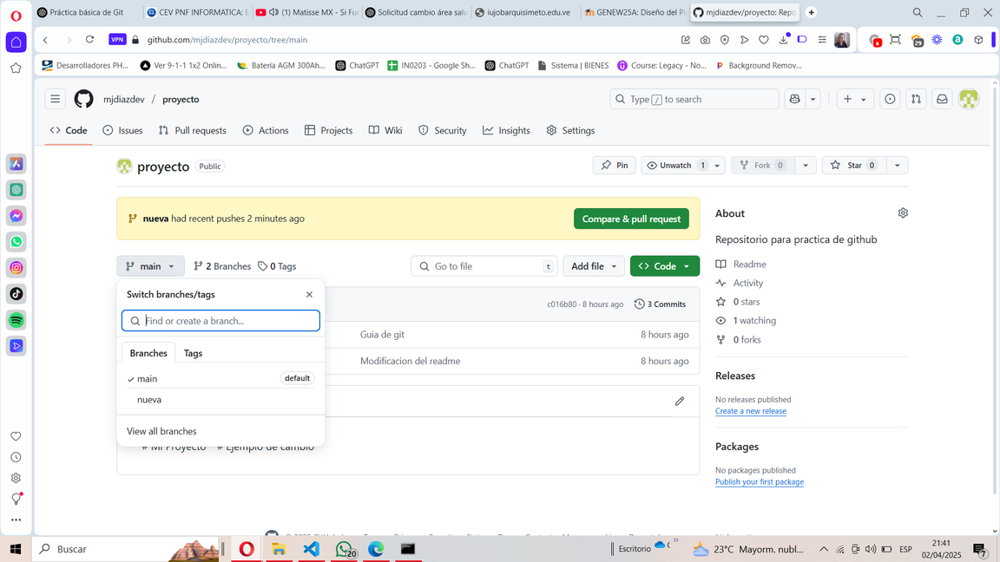 Práctica básica de Git
CEV PNF INFORMATICA: E
(1) Matisse MX - Si Fu
Solicitud cambio área salu
iujobarquisimeto.edu.ve
GENEW25A: Diseño del Pl
mjdiazdev/proyecto: Repo
VPN
github.com/mjdiazdev/proyecto/tree/main
29
Desarrolladores PH...
Ver 9-1-1 1x2 Onlin...
Batería AGM 300Ah...
ChatGPT
IN0203 - Google Sh...
ChatGPT
Sistema | BIENES
Course: Legacy - No...
Background Remov...
mjdiazdev / proyecto
Type / to search
Code
Issues
Pull requests
Actions
Projects
Wiki
Security
Insights
Settings
proyecto
Public
Pin
Unwatch 1
Fork 0
Star 0
nueva had recent pushes 2 minutes ago
Compare & pull request
main
2 Branches
0 Tags
Go to file
t
Add file
Code
Switch branches/tags
Find or create a branch...
Branches
Tags
main
default
nueva
View all branches
c016b80 · 8 hours ago
3 Commits
Guia de git
8 hours ago
Modificacion del readme
8 hours ago
# Mi Proyecto # Ejemplo de cambio
About
Repositorio para practica de github
Readme
Activity
0 stars
1 watching
0 forks
Releases
No releases published
Create a new release
Packages
No packages published
Publish your first package
Buscar
20
Escritorio
23°C Mayorm. nubl...
ESP
21:41
02/04/2025
7